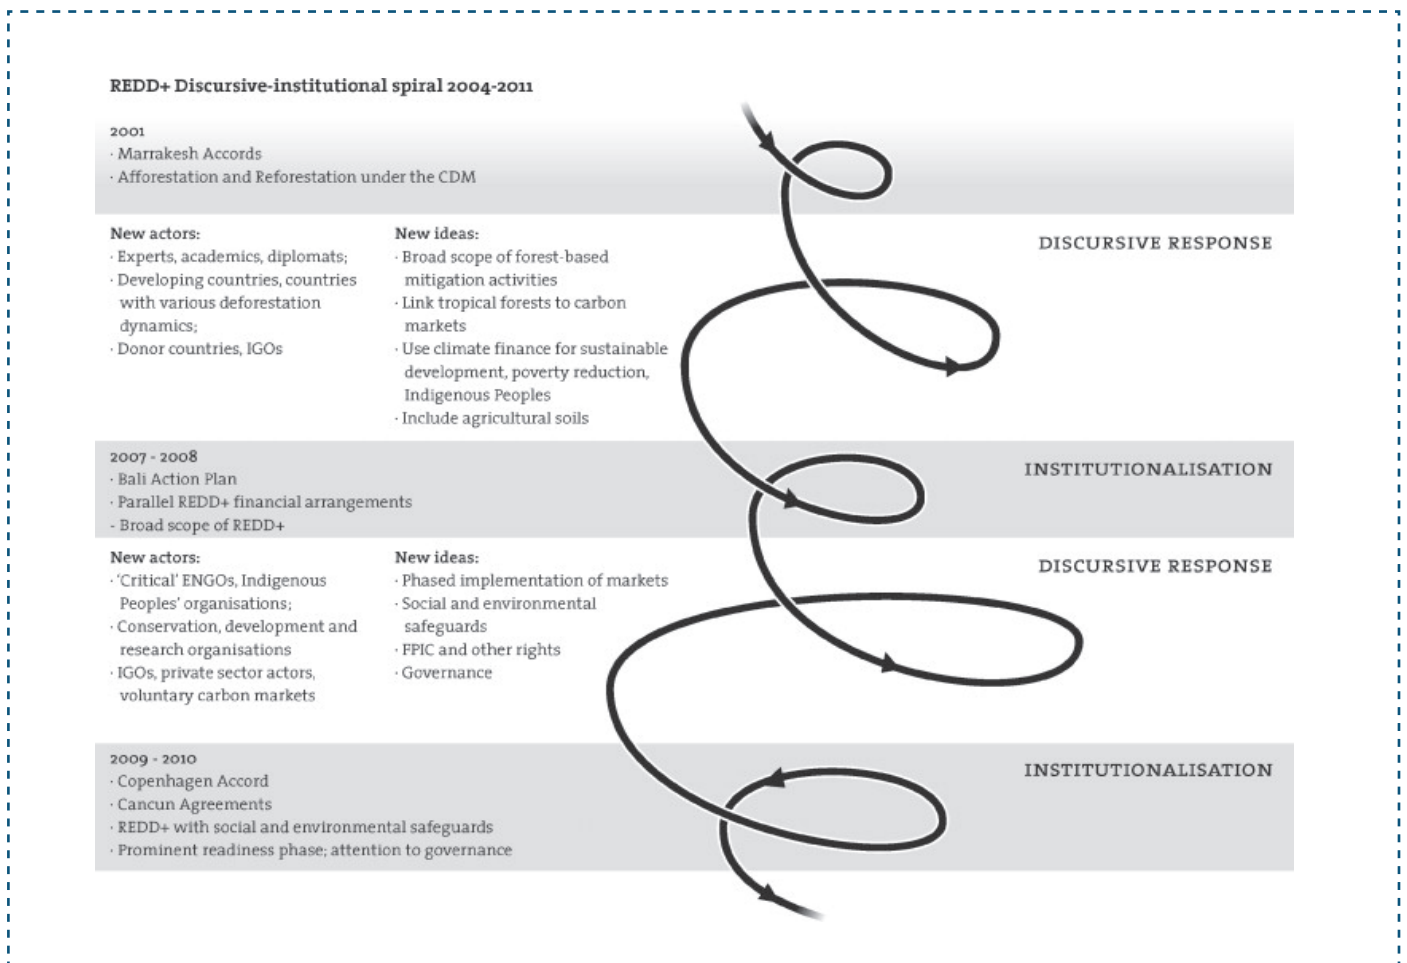 REDD+ Discursive-institutional spiral 2004-2011
2001
· Marrakesh Accords
· Afforestation and Reforestation under the CDM
DISCURSIVE RESPONSE
New actors:
· Experts, academics, diplomats;
· Developing countries, countries
with various deforestation
dynamics;
· Donor countries, IGOs
New ideas:
· Broad scope of forest-based
mitigation activities
· Link tropical forests to carbon
markets
· Use climate finance for sustainable
development, poverty reduction,
Indigenous Peoples
· Include agricultural soils
2007 - 2008
· Bali Action Plan
· Parallel REDD+ financial arrangements
- Broad scope of REDD+
INSTITUTIONALISATION
New actors:
· 'Critical' ENGOs, Indigenous
Peoples' organisations;
· Conservation, development and
research organisations
· IGOs, private sector actors,
voluntary carbon markets
New ideas:
· Phased implementation of markets
· Social and environmental
safeguards
· FPIC and other rights
· Governance
DISCURSIVE RESPONSE
2009 - 2010
· Copenhagen Accord
· Cancun Agreements
· REDD+ with social and environmental safeguards
· Prominent readiness phase; attention to governance
INSTITUTIONALISATION